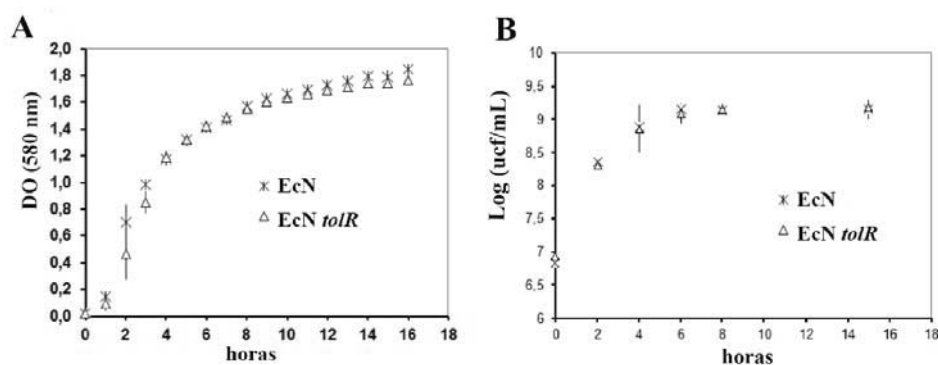 A
DO (580 nm)
2,0
1,8
1,6
1,4
1,2
1,0
0,8
0,6
0,4
0,2
0,0
0 2 4 6 8 10 12 14 16 18
horas
EcN
EcN tolR
B
Log (ucf/mL)
10
9,5
9
8,5
8
7,5
7
6,5
6
0 2 4 6 8 10 12 14 16 18
horas
EcN
EcN tolR